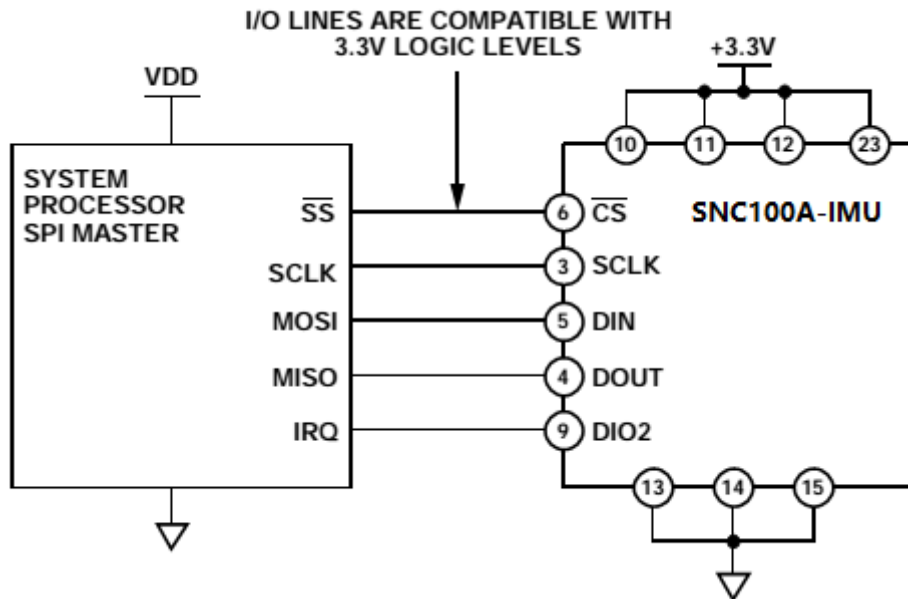 I/O LINES ARE COMPATIBLE WITH
3.3V LOGIC LEVELS
+3.3V
VDD
10
11
12
23
SYSTEM
PROCESSOR
SPI MASTER
SS
6
CS
SNC100A-IMU
SCLK
3
SCLK
MOSI
5
DIN
MISO
4
DOUT
IRQ
9
DIO2
13
14
15